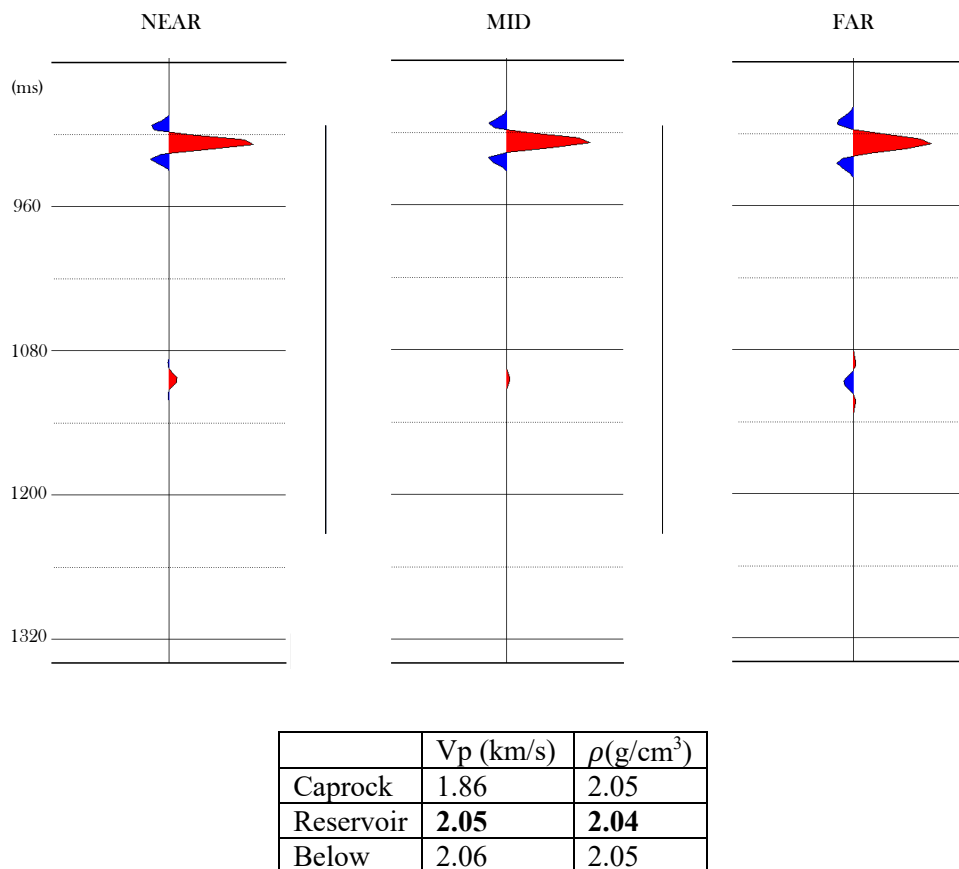 NEAR MID FAR
(ms)
960
1080
1200
1320
Vp (km/s) ρ(g/cm³)
Caprock 1.86 2.05
Reservoir 2.05 2.04
Below 2.06 2.05